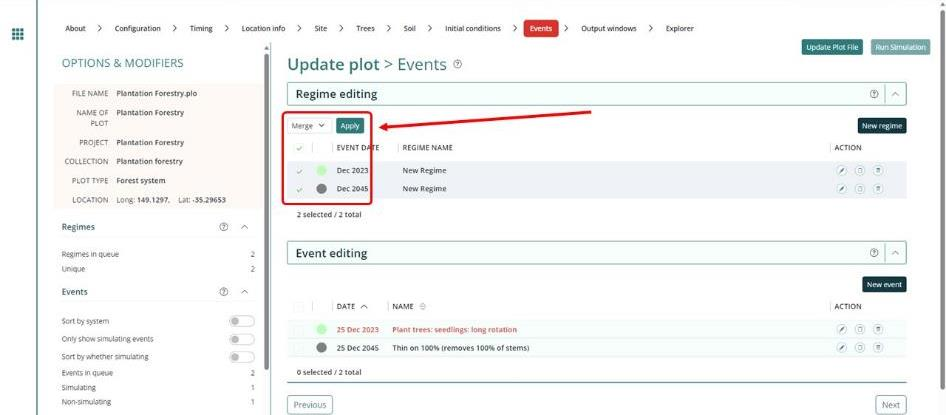 About > Configuration > Timing > Location info > Site > Trees > Soil > Initial conditions > Events > Output windows > Explorer
Update Plot File Run Simulation
OPTIONS & MODIFIERS
FILE NAME Plantation Forestry.plo
NAME OF PLOT Plantation Forestry
PROJECT Plantation Forestry
COLLECTION Plantation forestry
PLOT TYPE Forest system
LOCATION Long: 149.1297, Lat: -35.29653
Regimes
Regimes in queue 2
Unique 2
Events
Sort by system
Only show simulating events
Sort by whether simulating
Events in queue 2
Simulating 1
Non-simulating 1
Update plot > Events
Regime editing
Merge Apply New regime
EVENT DATE REGIME NAME ACTION
Dec 2023 New Regime
Dec 2045 New Regime
2 selected / 2 total
Event editing
New event
DATE NAME ACTION
25 Dec 2023 Plant trees: seedlings: long rotation
25 Dec 2045 Thin on 100% (removes 100% of stems)
0 selected / 2 total
Previous Next